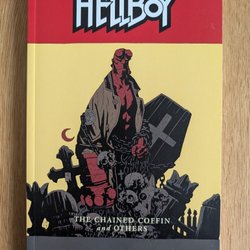 HELLBOY
THE CHAINED COFFIN
and OTHERS